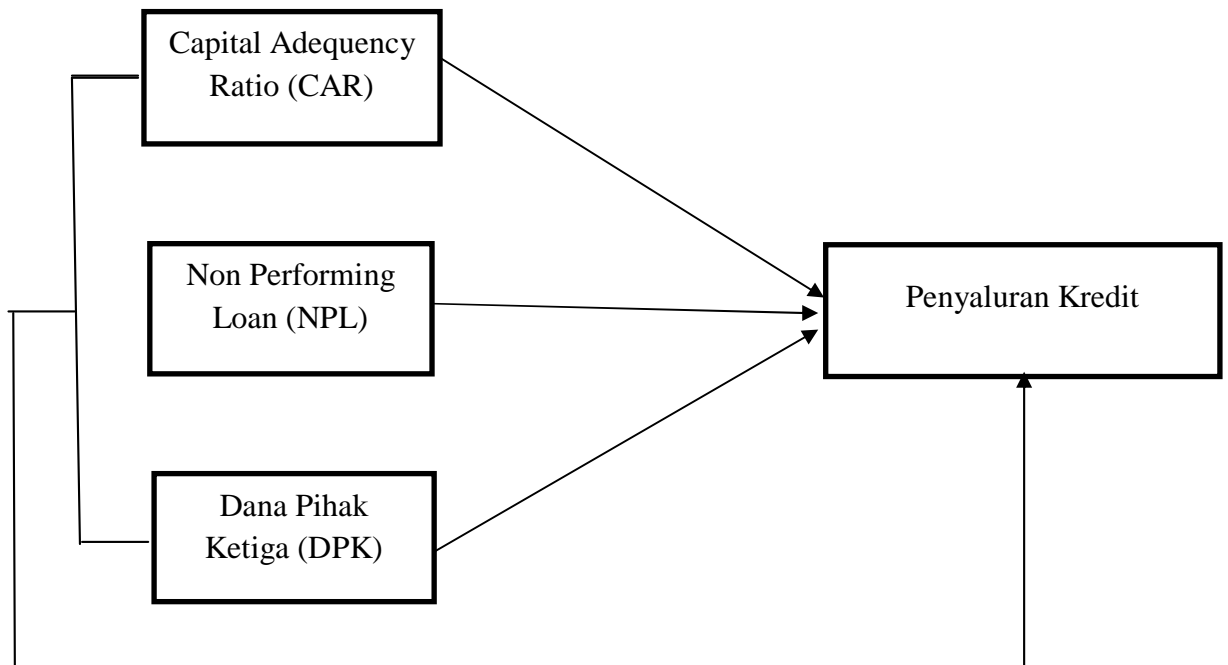 Capital Adequency
Ratio (CAR)
Non Performing
Loan (NPL)
Penyaluran Kredit
Dana Pihak
Ketiga (DPK)